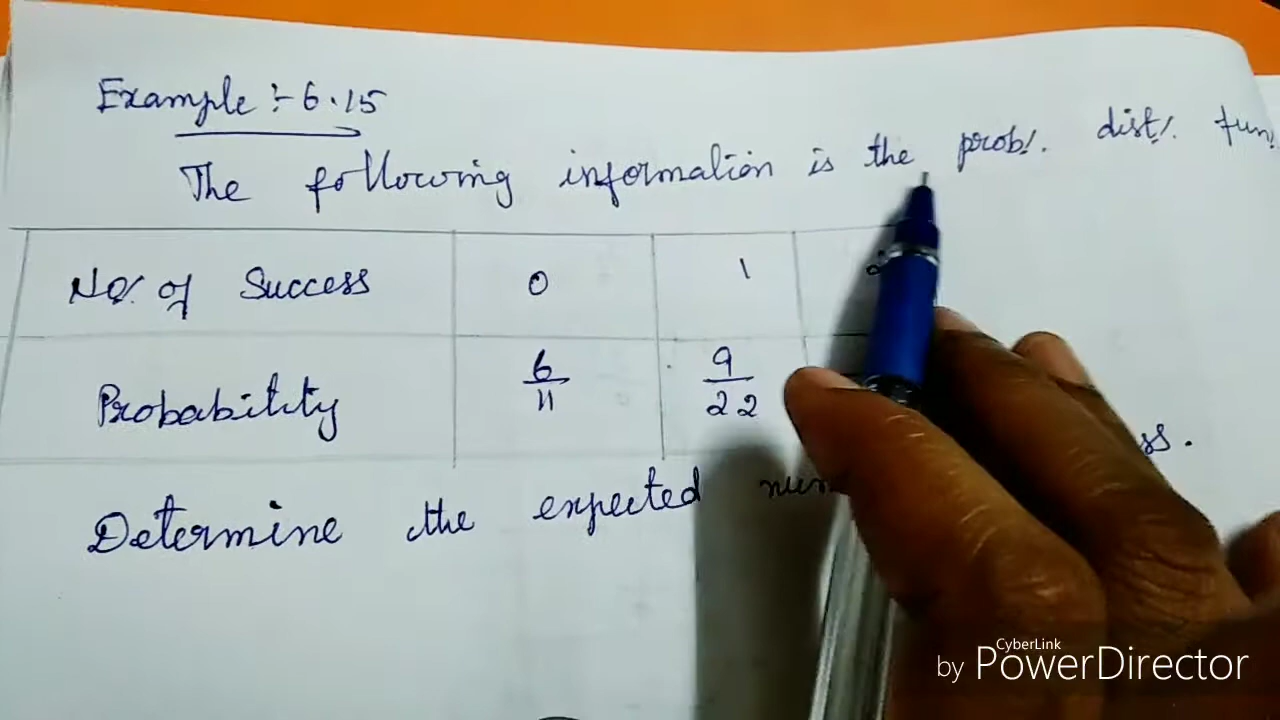 Example :- 6.15
The following information is the prob/. dist/. fun
No/. of Success 0 1
Probability 6/11 9/22
Determine the expected
CyberLink
by PowerDirector